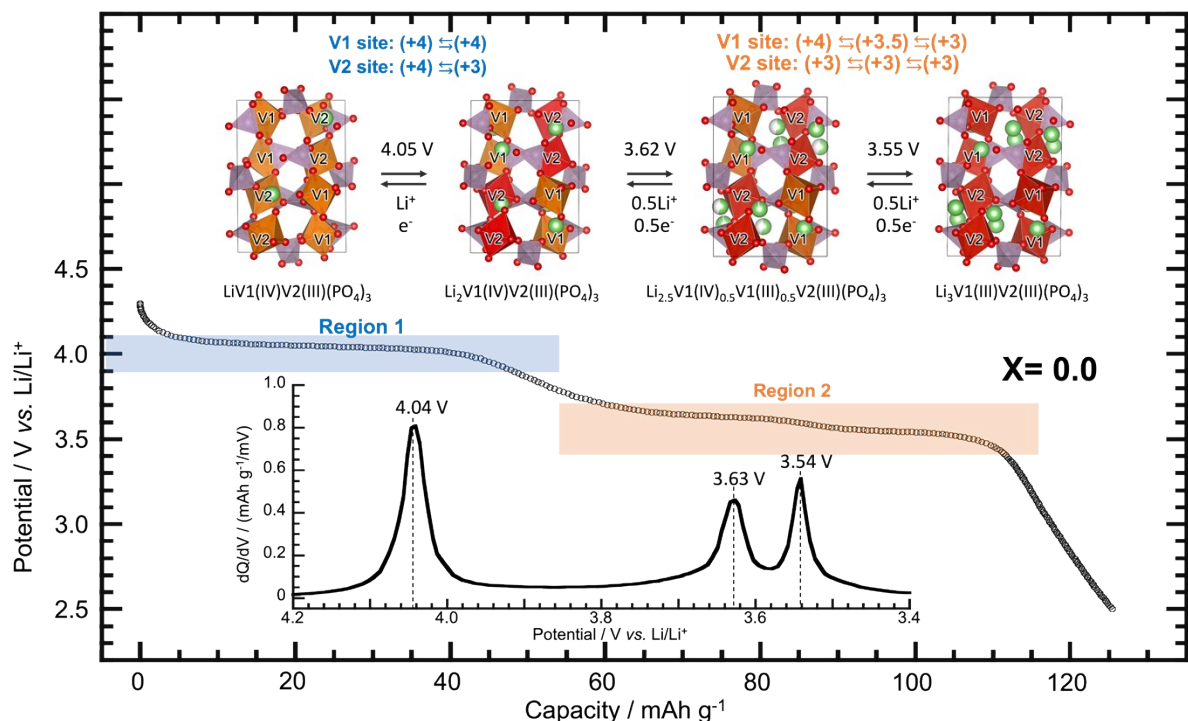 V1 site: (+4) ⇆(+4)
V2 site: (+4) ⇆(+3)
V1 site: (+4) ⇆(+3.5) ⇆(+3)
V2 site: (+3) ⇆(+3) ⇆(+3)
V1 V2
V1 V2
V2 V1
V2 V1
4.05 V
Li⁺
e⁻
V1 V2
V1 V2
V2 V1
V2 V1
3.62 V
0.5Li⁺
0.5e⁻
V1 V2
V1 V2
V2 V1
V2 V1
3.55 V
0.5Li⁺
0.5e⁻
V1 V2
V1 V2
V2 V1
V2 V1
LiV1(IV)V2(III)(PO₄)₃
Li₂V1(IV)V2(III)(PO₄)₃
Li₂.₅V1(IV)₀.₅V1(III)₀.₅V2(III)(PO₄)₃
Li₃V1(III)V2(III)(PO₄)₃
Region 1
Region 2
X= 0.0
Potential / V vs. Li/Li⁺
4.5
4.0
3.5
3.0
2.5
0 20 40 60 80 100 120
Capacity / mAh g⁻¹
dQ/dV / (mAh g⁻¹/mV)
1.0
0.8
0.6
0.4
0.2
0
4.04 V
3.63 V
3.54 V
4.2 4.0 3.8 3.6 3.4
Potential / V vs. Li/Li⁺